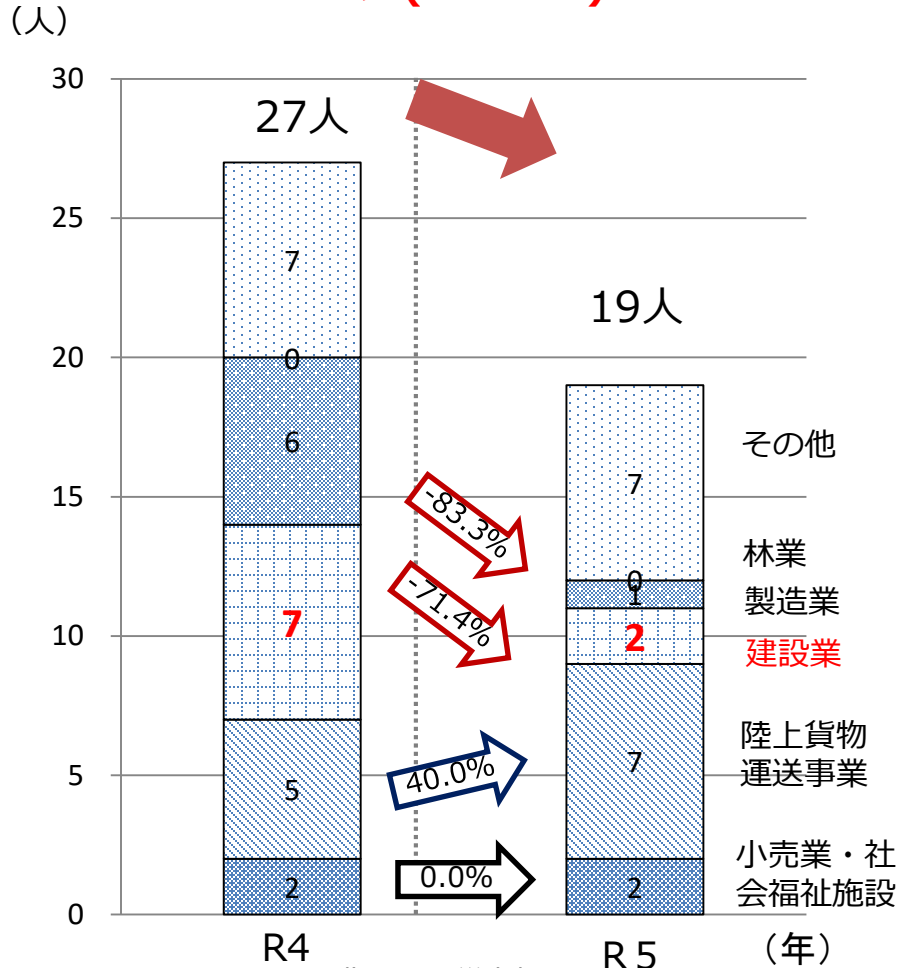 (人)
30
27人
25
7
19人
0
20
6
その他
7
15
-83.3%
林業
0
1
製造業
-71.4%
7
2
10
建設業
陸上貨物
運送事業
7
40.0%
5
5
小売業・社
会福祉施設
0.0%
2
2
0
R4
R5
(年)